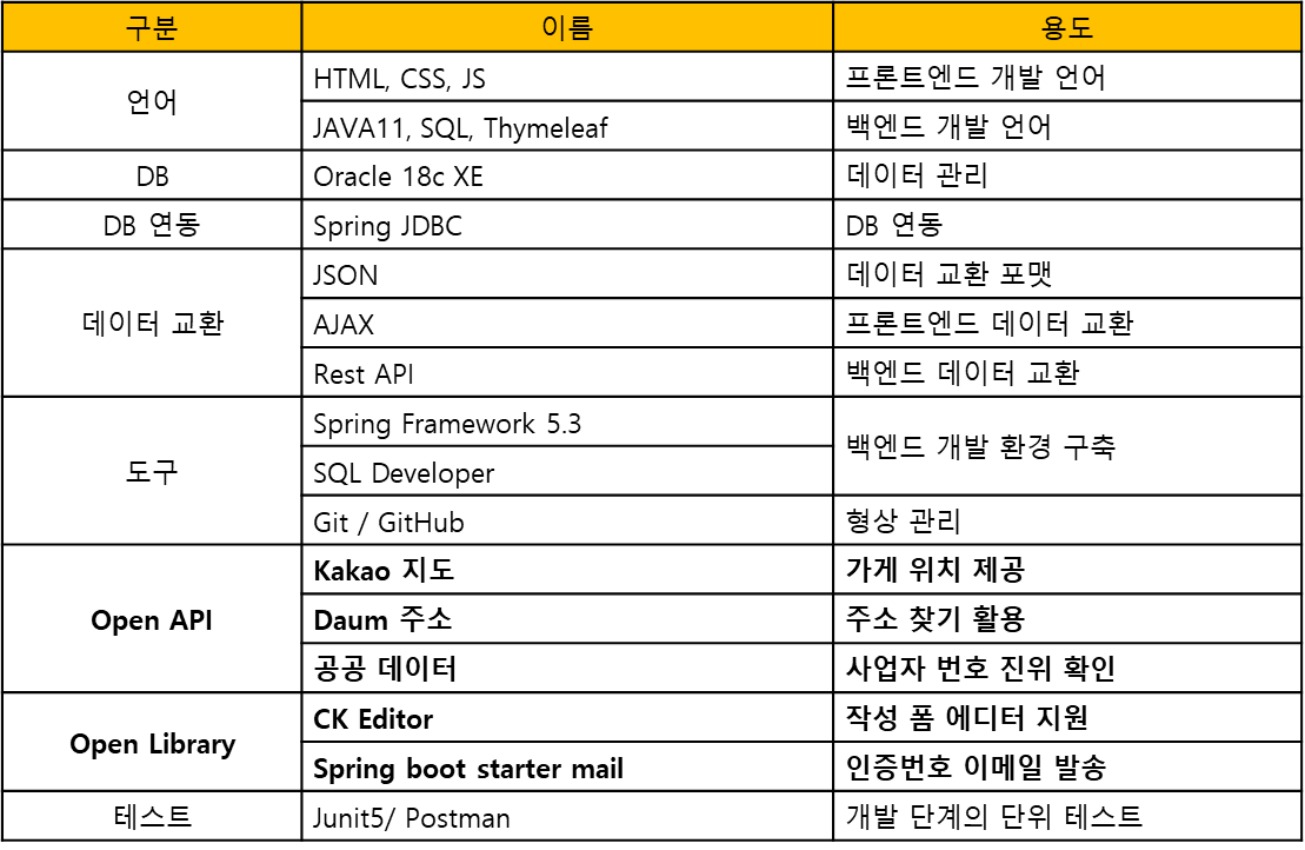 구분 이름 용도
언어 HTML, CSS, JS 프론트엔드 개발 언어
JAVA11, SQL, Thymeleaf 백엔드 개발 언어
DB Oracle 18c XE 데이터 관리
DB 연동 Spring JDBC DB 연동
데이터 교환 JSON 데이터 교환 포맷
AJAX 프론트엔드 데이터 교환
Rest API 백엔드 데이터 교환
도구 Spring Framework 5.3 백엔드 개발 환경 구축
SQL Developer
Git / GitHub 형상 관리
Open API Kakao 지도 가게 위치 제공
Daum 주소 주소 찾기 활용
공공 데이터 사업자 번호 진위 확인
Open Library CK Editor 작성 폼 에디터 지원
Spring boot starter mail 인증번호 이메일 발송
테스트 Junit5/ Postman 개발 단계의 단위 테스트